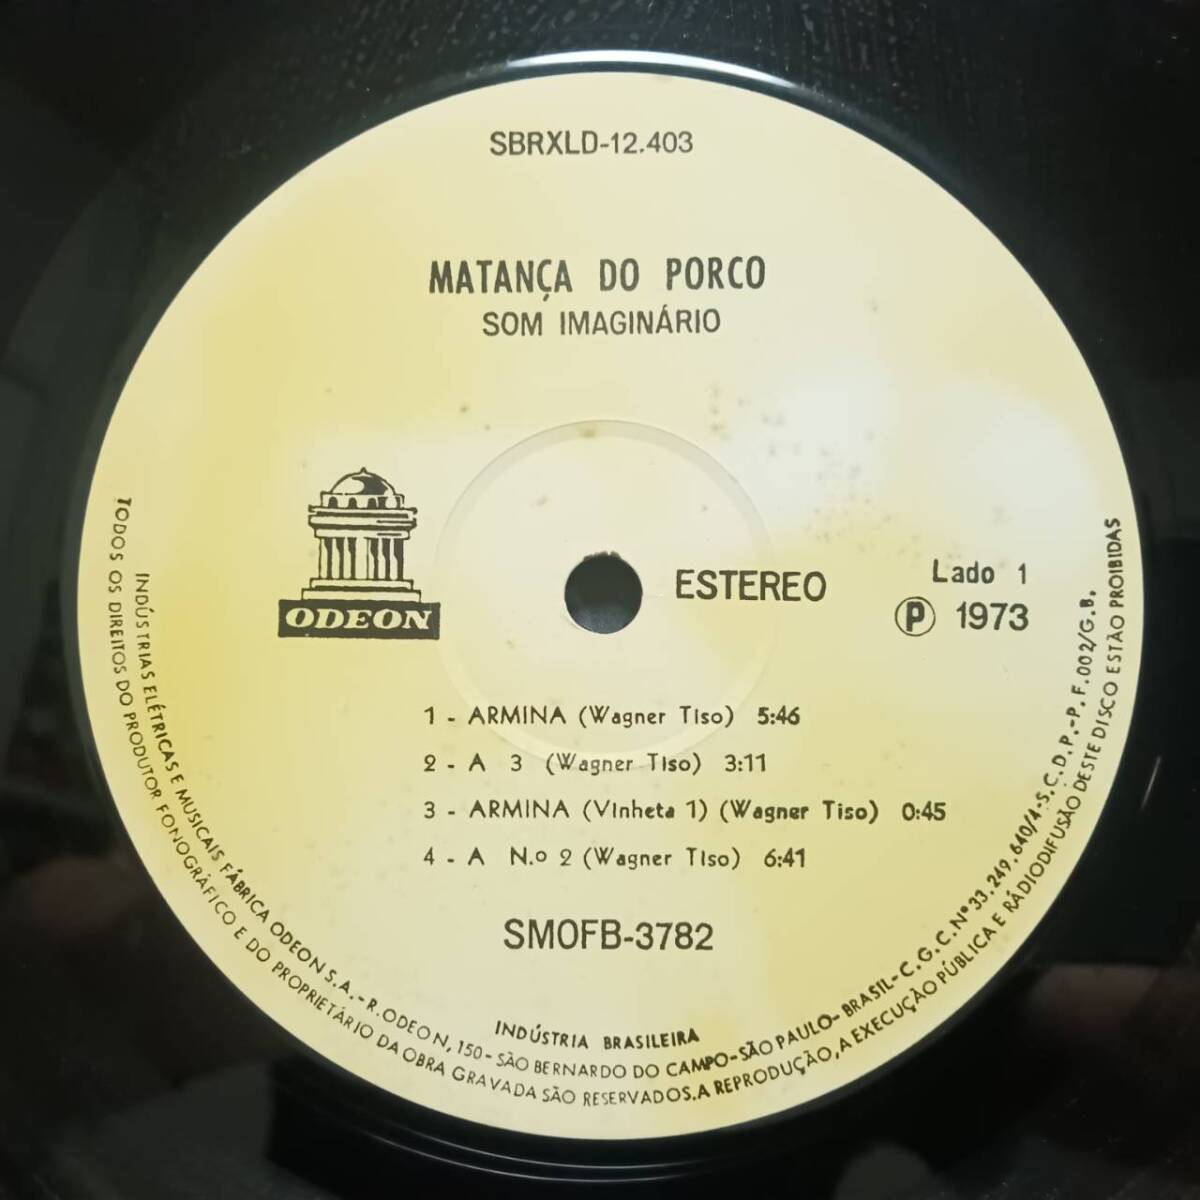 SBRXLD-12.403
MATANÇA DO PORCO
SOM IMAGINÁRIO
ODEON
ESTEREO
Lado 1
Ⓟ 1973
1 - ARMINA (Wagner Tiso) 5:46
2 - A 3 (Wagner Tiso) 3:11
3 - ARMINA (Vinheta 1) (Wagner Tiso) 0:45
4 - A N.o 2 (Wagner Tiso) 6:41
SMOFB-3782
INDÚSTRIA BRASILEIRA
INDÚSTRIAS ELÉTRICAS E MUSICAIS FÁBRICA ODEON S.A.-R.ODEON, 150-SÃO BERNARDO DO CAMPO-SÃO PAULO-BRASIL-C.G.C.Nº33.249.640/4-S.C.D.P.-P.F.002/G.B.
TODOS OS DIREITOS DO PRODUTOR FONOGRÁFICO E DO PROPRIETÁRIO DA OBRA GRAVADA SÃO RESERVADOS.A REPRODUÇÃO,A EXECUÇÃO PÚBLICA E RÁDIODIFUSÃO DESTE DISCO ESTÃO PROIBIDAS